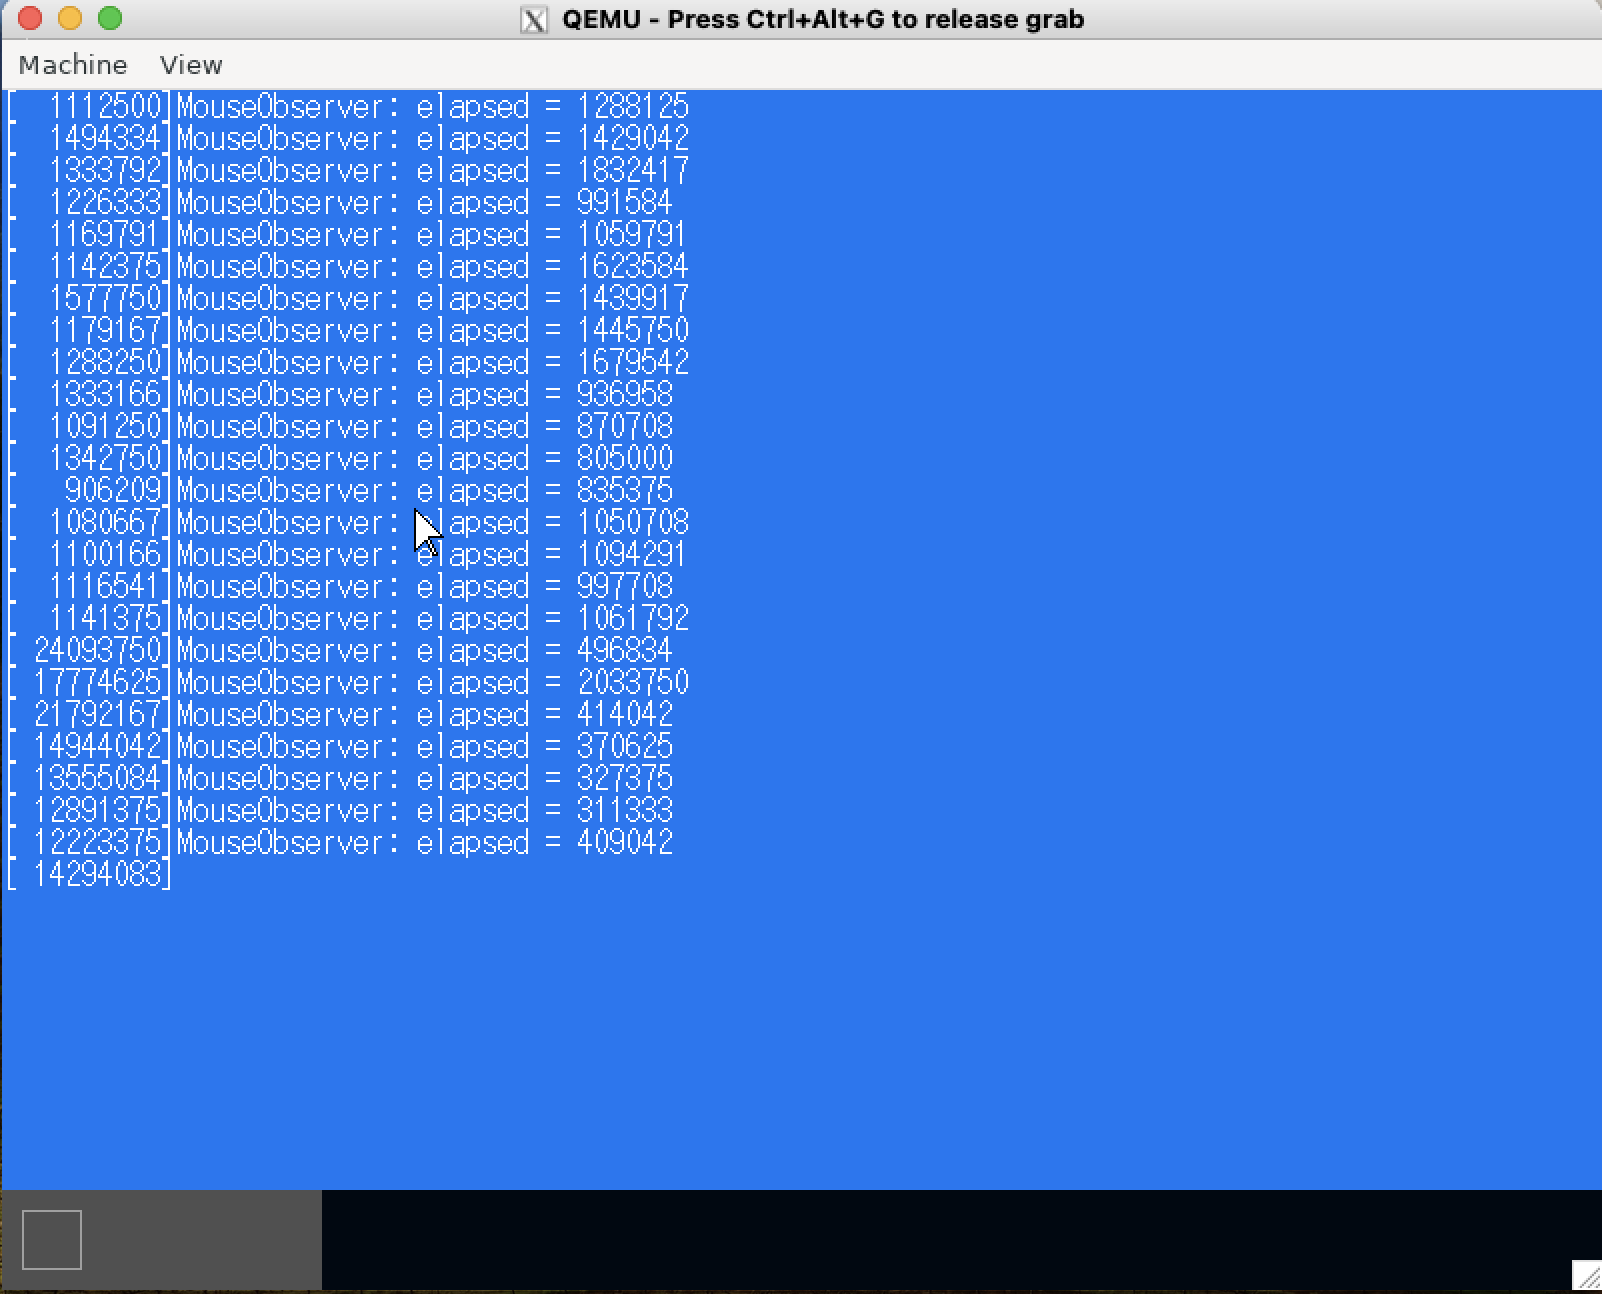 QEMU - Press Ctrl+Alt+G to release grab
Machine View
[ 1112500]MouseObserver: elapsed = 1288125
[ 1494334]MouseObserver: elapsed = 1429042
[ 1333792]MouseObserver: elapsed = 1832417
[ 1226333]MouseObserver: elapsed = 991584
[ 1169791]MouseObserver: elapsed = 1059791
[ 1142375]MouseObserver: elapsed = 1623584
[ 1577750]MouseObserver: elapsed = 1439917
[ 1179167]MouseObserver: elapsed = 1445750
[ 1288250]MouseObserver: elapsed = 1679542
[ 1333166]MouseObserver: elapsed = 936958
[ 1091250]MouseObserver: elapsed = 870708
[ 1342750]MouseObserver: elapsed = 805000
[ 906209]MouseObserver: elapsed = 835375
[ 1080667]MouseObserver: elapsed = 1050708
[ 1100166]MouseObserver: elapsed = 1094291
[ 1116541]MouseObserver: elapsed = 997708
[ 1141375]MouseObserver: elapsed = 1061792
[ 24093750]MouseObserver: elapsed = 496834
[ 17774625]MouseObserver: elapsed = 2033750
[ 21792167]MouseObserver: elapsed = 414042
[ 14944042]MouseObserver: elapsed = 370625
[ 13555084]MouseObserver: elapsed = 327375
[ 12891375]MouseObserver: elapsed = 311333
[ 12223375]MouseObserver: elapsed = 409042
[ 14294083]